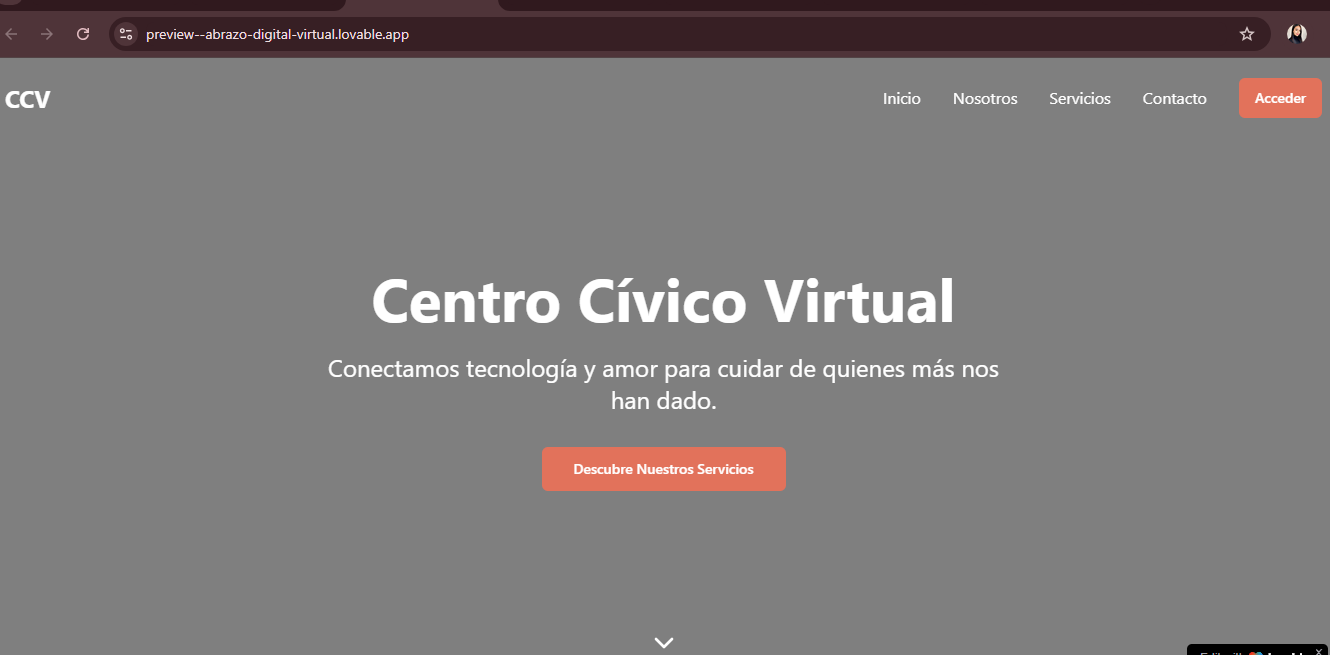 preview--abrazo-digital-virtual.lovable.app
CCV
Inicio
Nosotros
Servicios
Contacto
Acceder
Centro Cívico Virtual
Conectamos tecnología y amor para cuidar de quienes más nos
han dado.
Descubre Nuestros Servicios